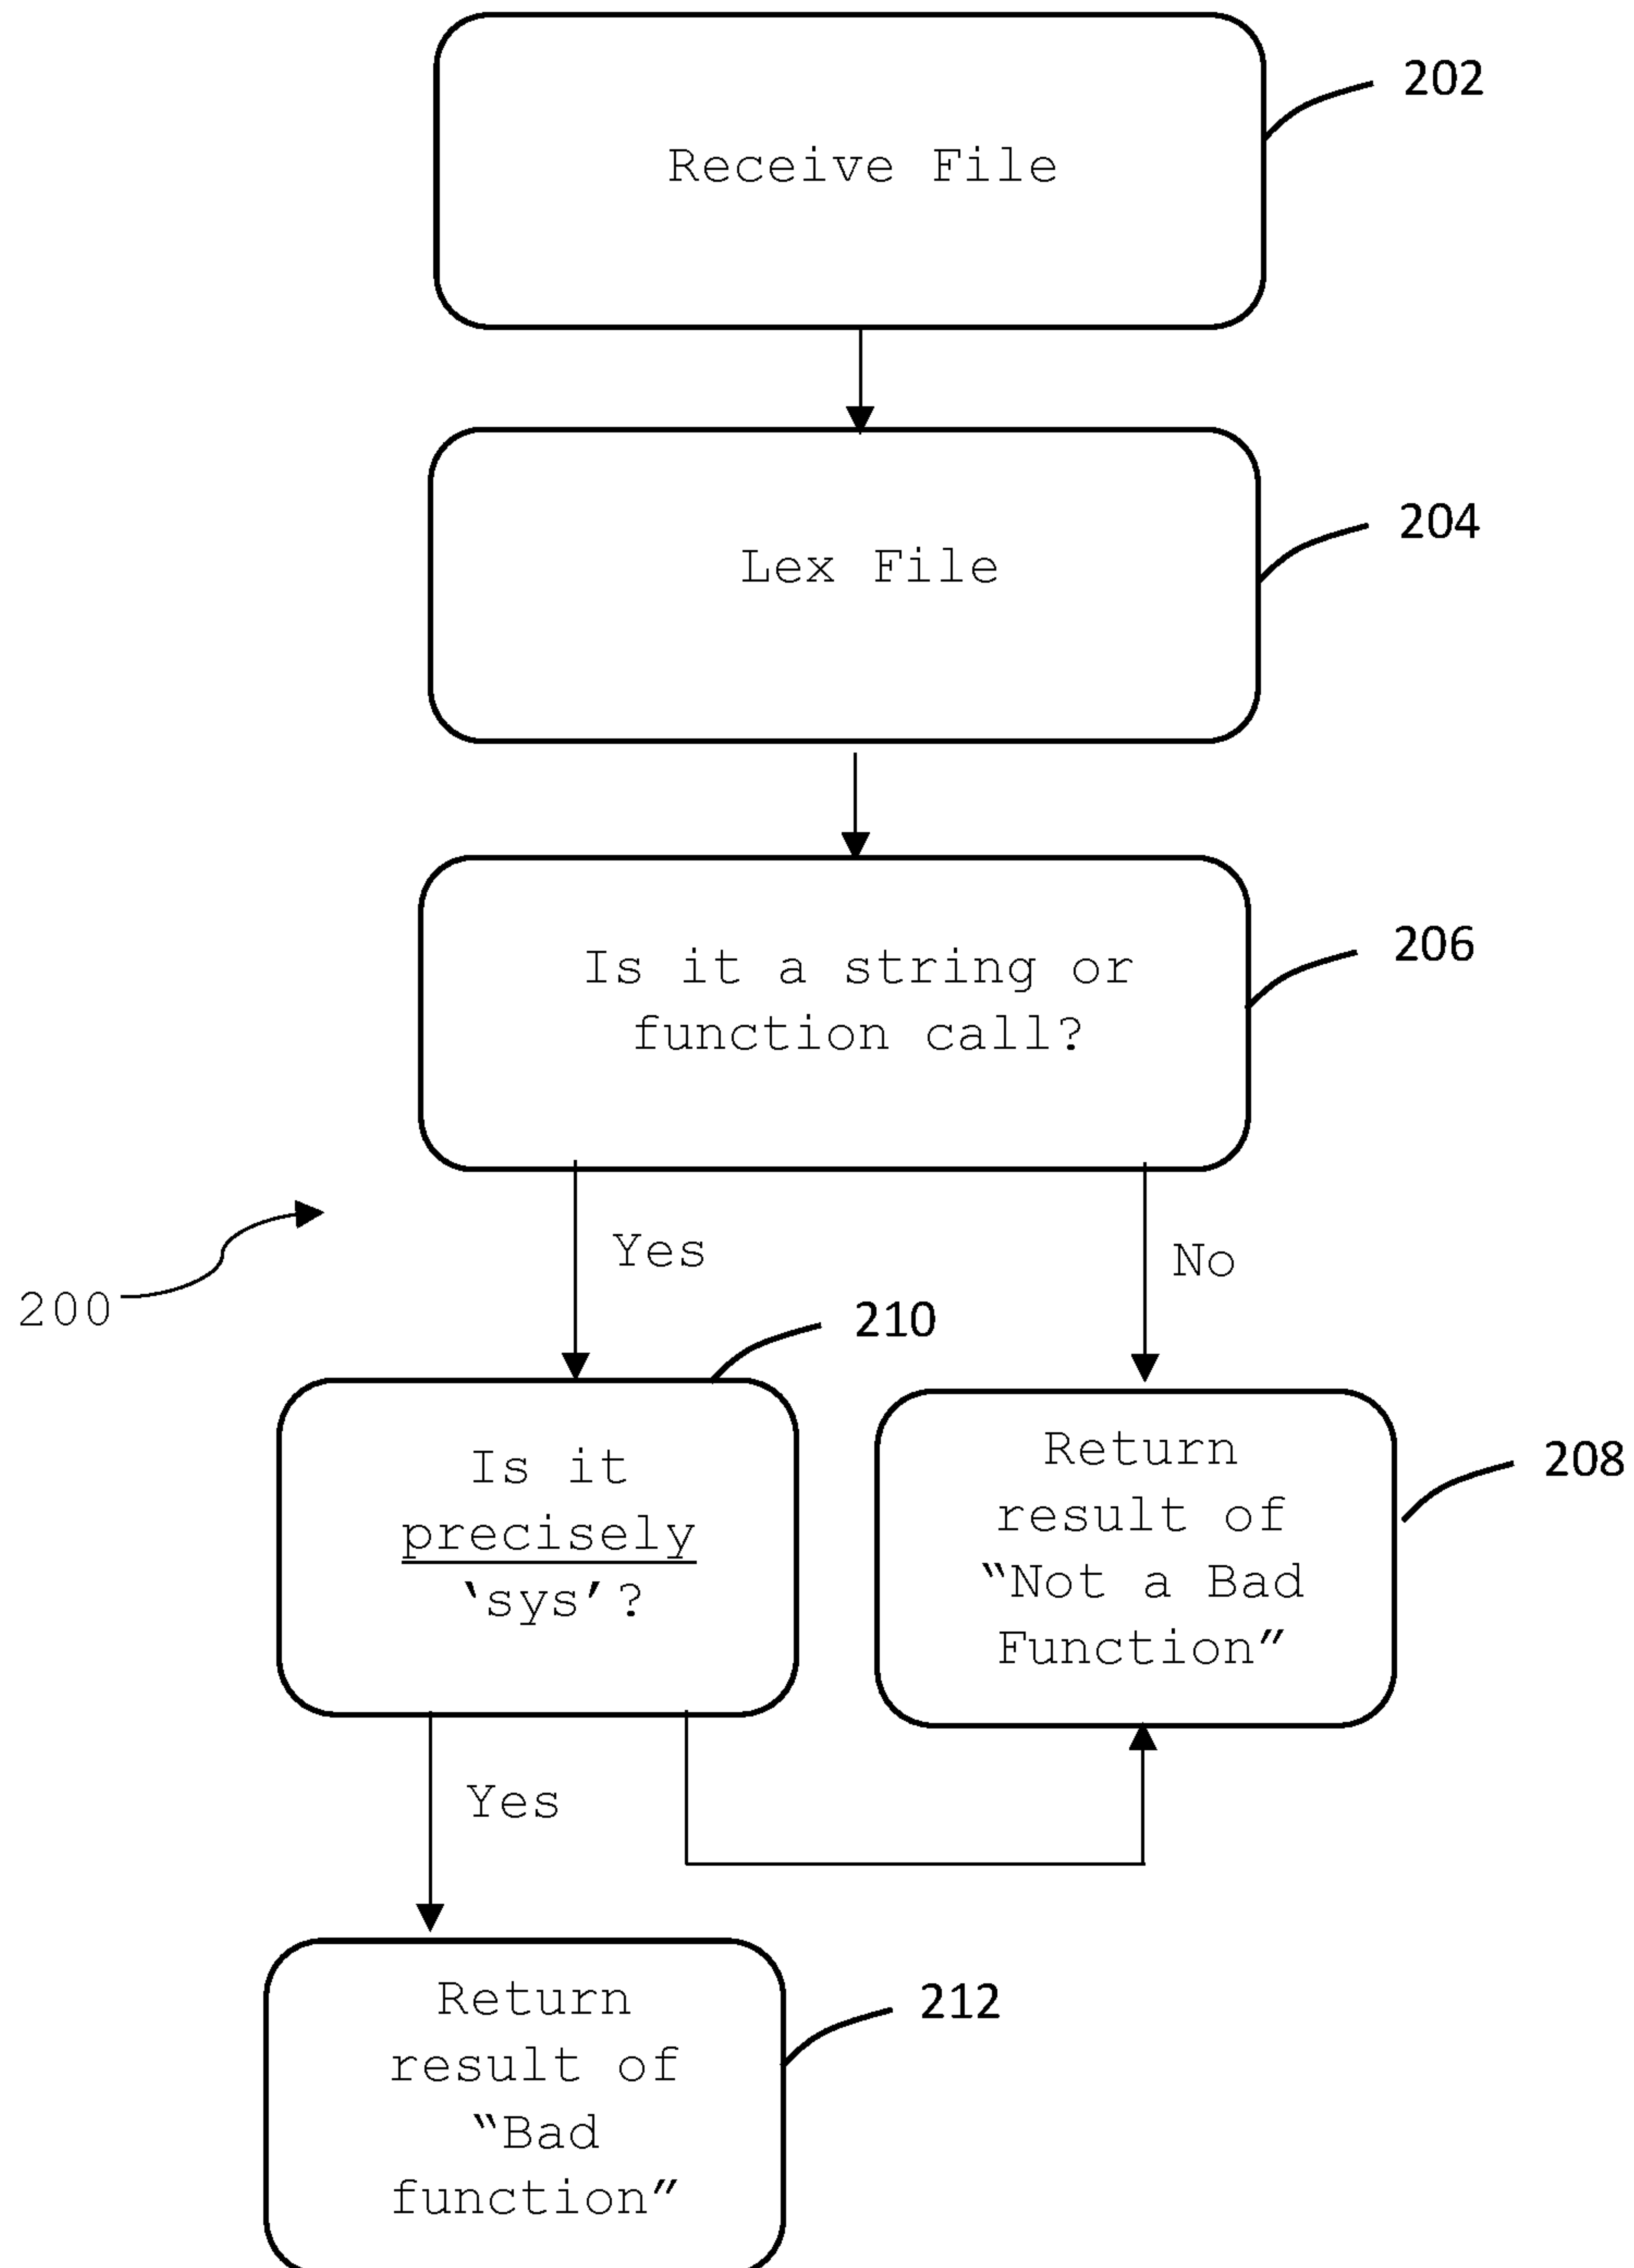 202
Receive File
204
Lex File
206
Is it a string or
function call?
Yes
No
200
210
208
Is it
precisely
‘sys’?
Return
result of
“Not a Bad
Function”
Yes
212
Return
result of
“Bad
function”